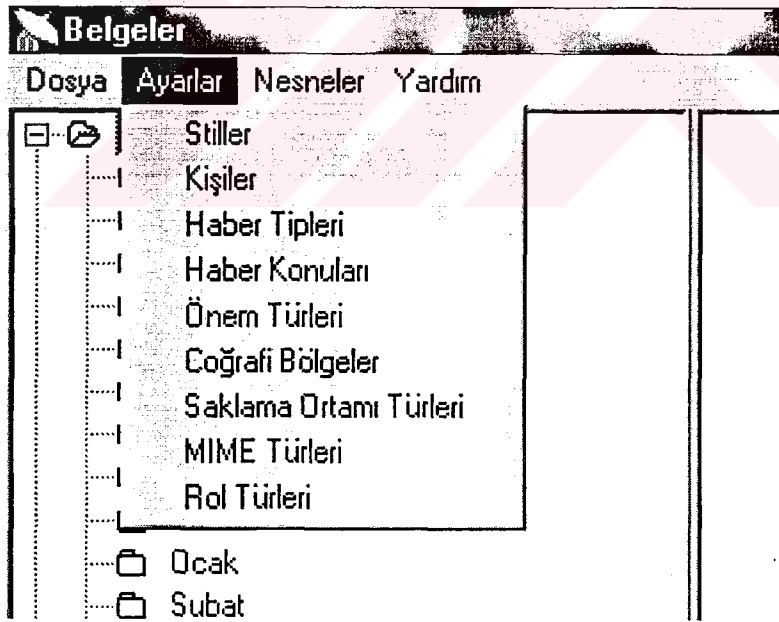 Belgeler
Dosya Ayarlar Nesneler Yardım
Stiller
Kişiler
Haber Tipleri
Haber Konuları
Önem Türleri
Coğrafi Bölgeler
Saklama Ortamı Türleri
MIME Türleri
Rol Türleri
Ocak
Subat